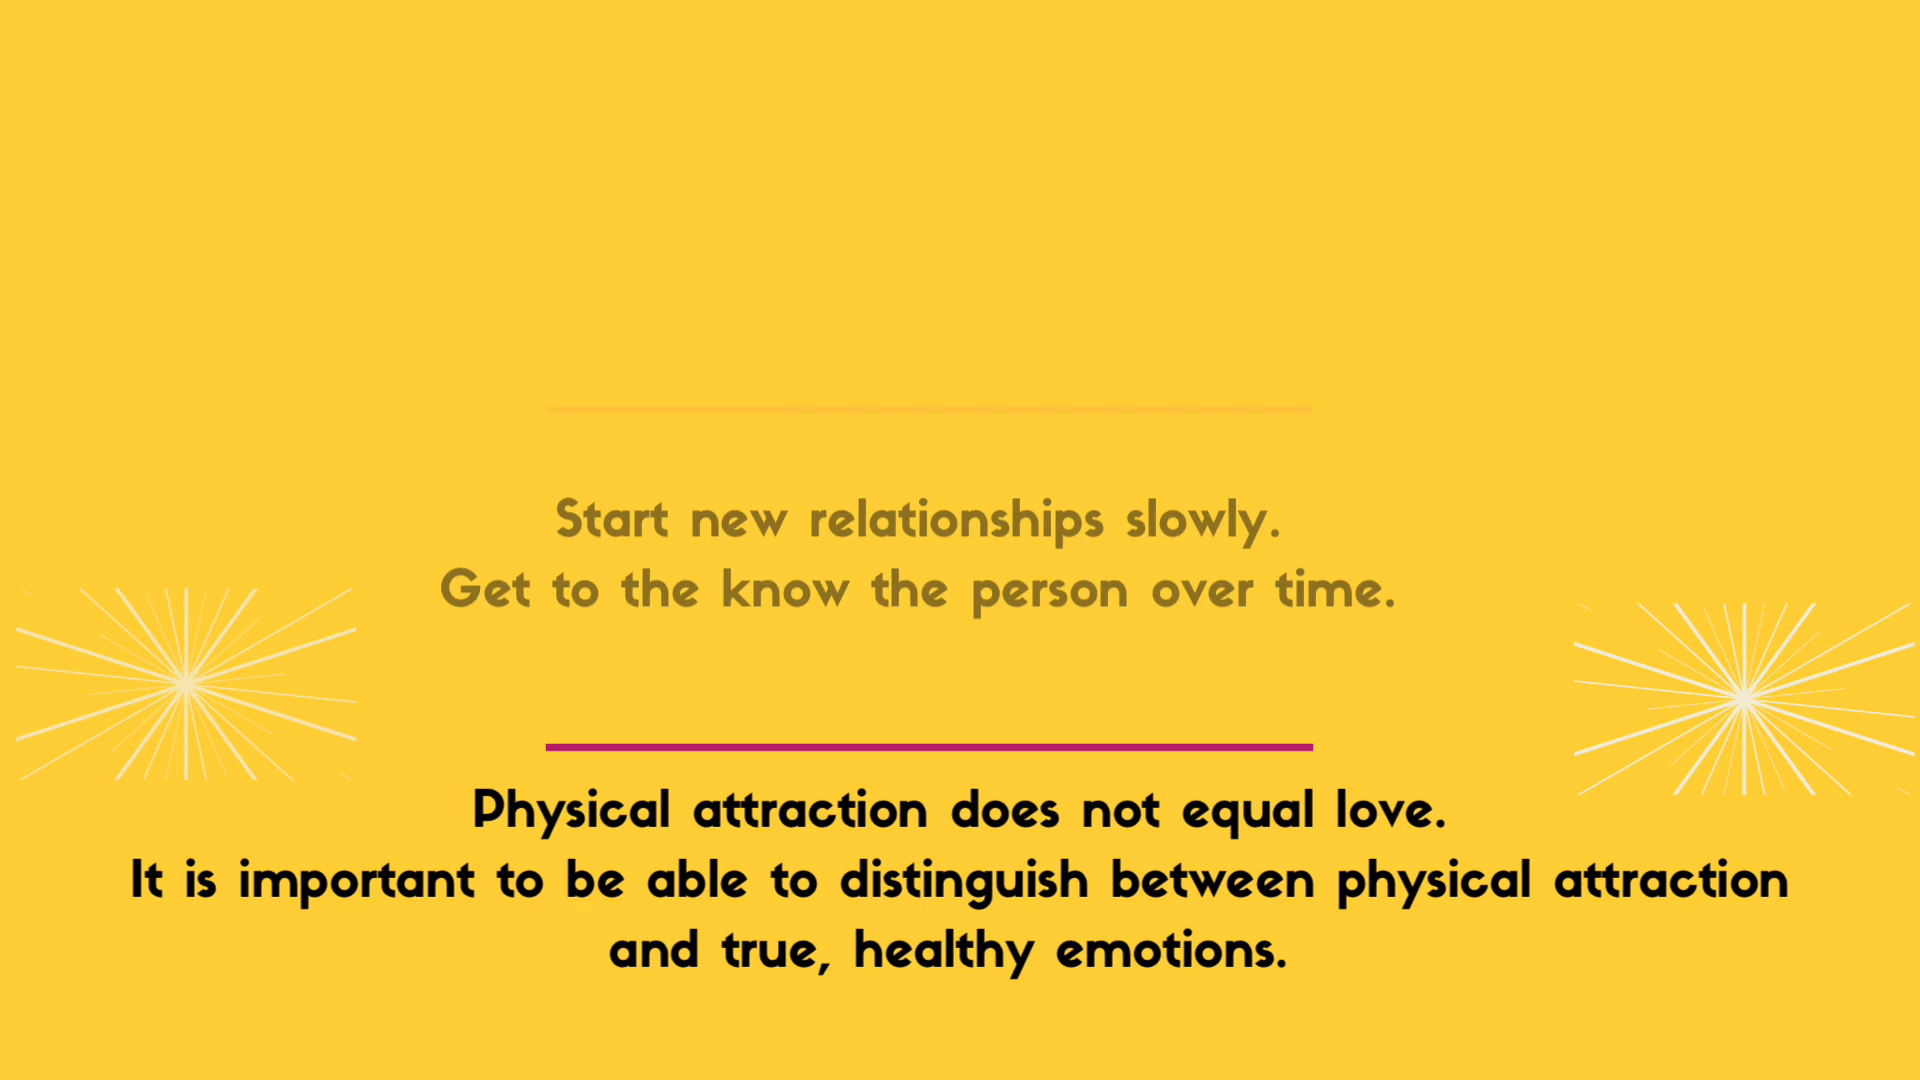 Start new relationships slowly.
Get to the know the person over time.
Physical attraction does not equal love.
It is important to be able to distinguish between physical attraction
and true, healthy emotions.